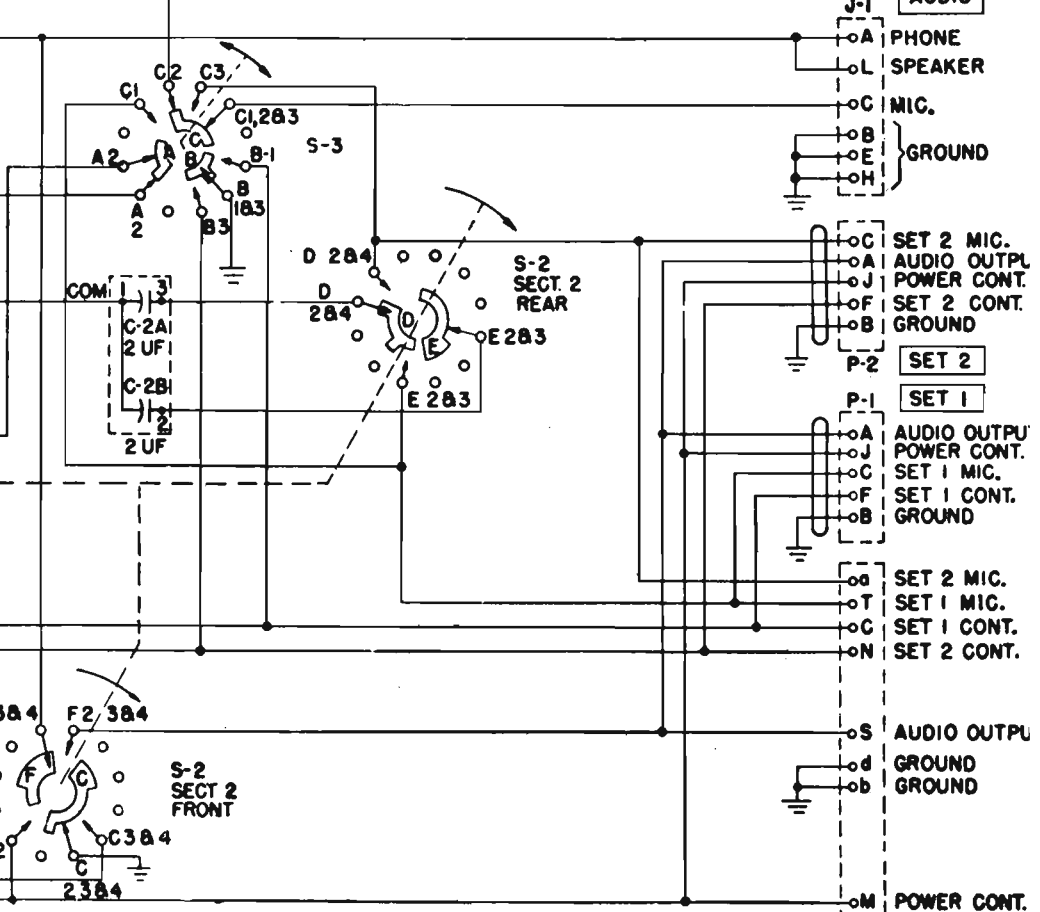 J-1
AUDIO
A PHONE
L SPEAKER
C MIC.
B
E GROUND
H
C2 C3
C1
C1,2&3
C
S-3
A2
A
B
B-1
A
2
B
1&3
B3
D 2&4
D
2&4
D
E
E 2&3
E 2&3
S-2
SECT. 2
REAR
COM
1
3
C-2A
2 UF
C-2B
2
2 UF
C SET 2 MIC.
A AUDIO OUTPU
J POWER CONT.
F SET 2 CONT.
B GROUND
P-2 SET 2
P-1 SET 1
A AUDIO OUTPU
J POWER CONT.
C SET 1 MIC.
F SET 1 CONT.
B GROUND
a SET 2 MIC.
T SET 1 MIC.
C SET 1 CONT.
N SET 2 CONT.
S AUDIO OUTPU
d GROUND
b GROUND
M POWER CONT.
3&4
F2 3&4
F
C
S-2
SECT 2
FRONT
2
C3&4
C
2 3&4